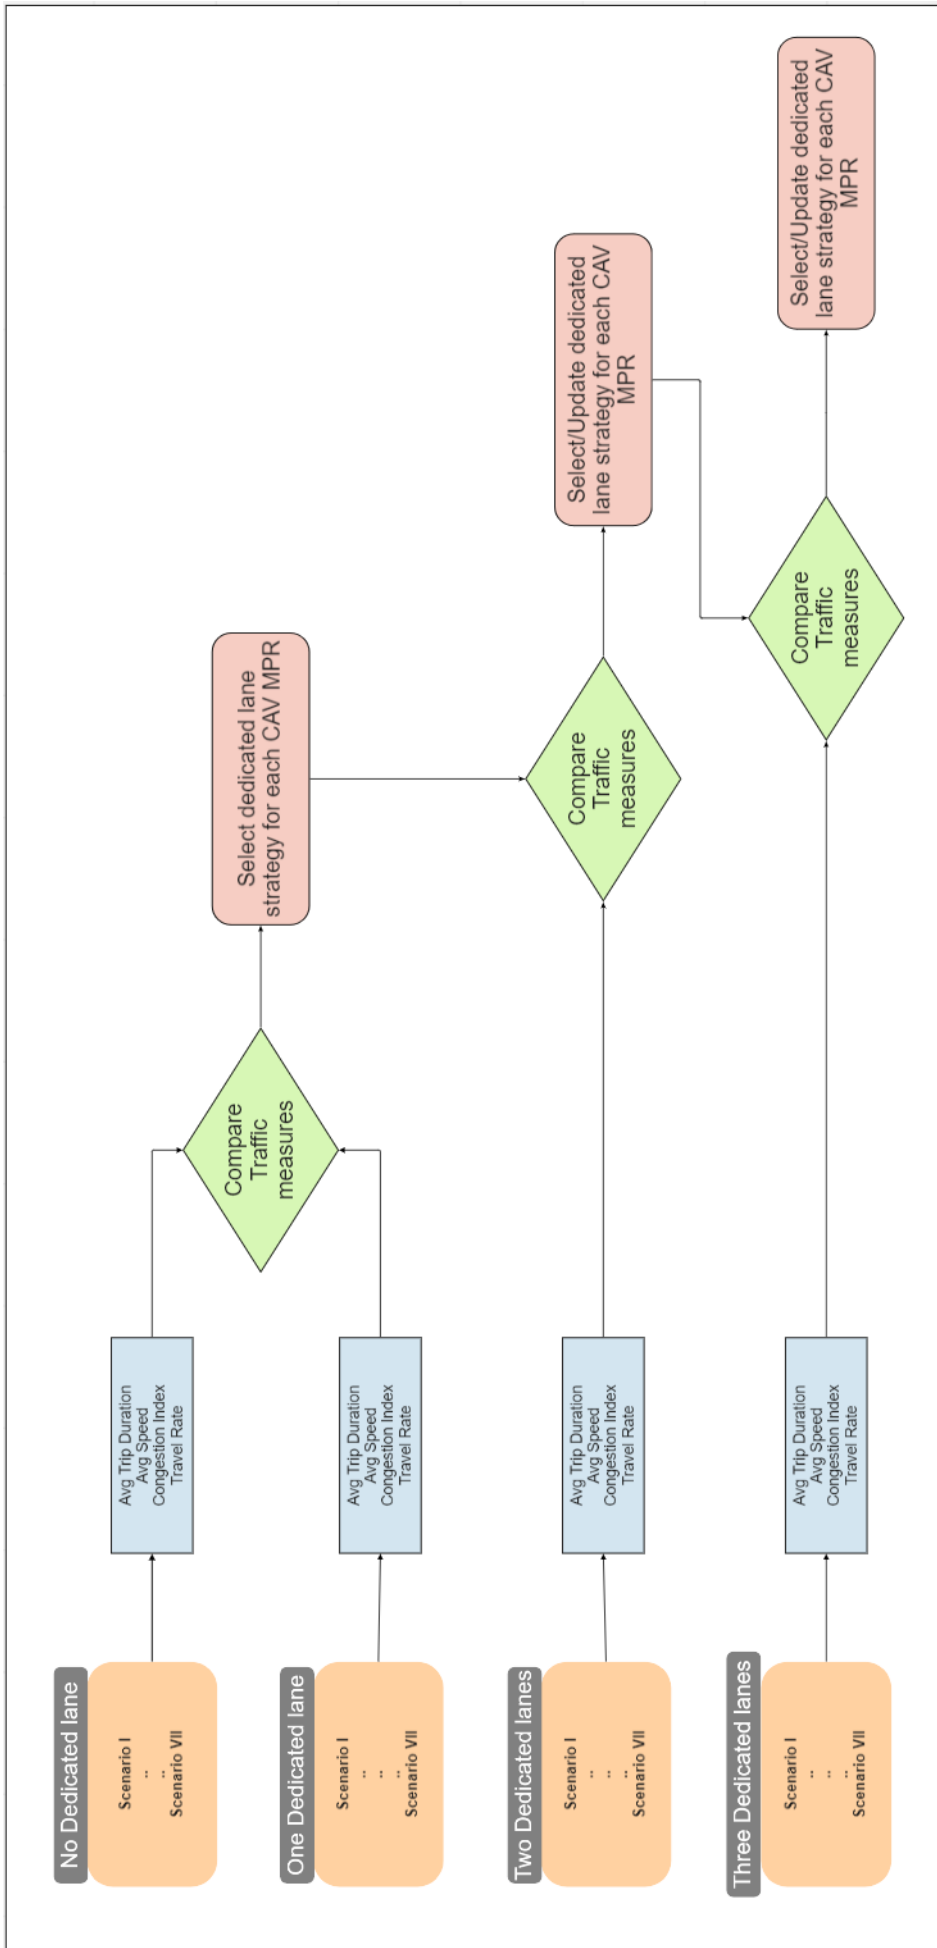 No Dedicated lane
Scenario I
..
..
Scenario VII
Avg Trip Duration
Avg Speed
Congestion Index
Travel Rate
One Dedicated lane
Scenario I
..
..
..
Scenario VII
Avg Trip Duration
Avg Speed
Congestion Index
Travel Rate
Compare
Traffic
measures
Select dedicated lane
strategy for each CAV MPR
Two Dedicated lanes
Scenario I
..
..
..
Scenario VII
Avg Trip Duration
Avg Speed
Congestion Index
Travel Rate
Compare
Traffic
measures
Select/Update dedicated
lane strategy for each CAV
MPR
Three Dedicated lanes
Scenario I
..
..
..
Scenario VII
Avg Trip Duration
Avg Speed
Congestion Index
Travel Rate
Compare
Traffic
measures
Select/Update dedicated
lane strategy for each CAV
MPR